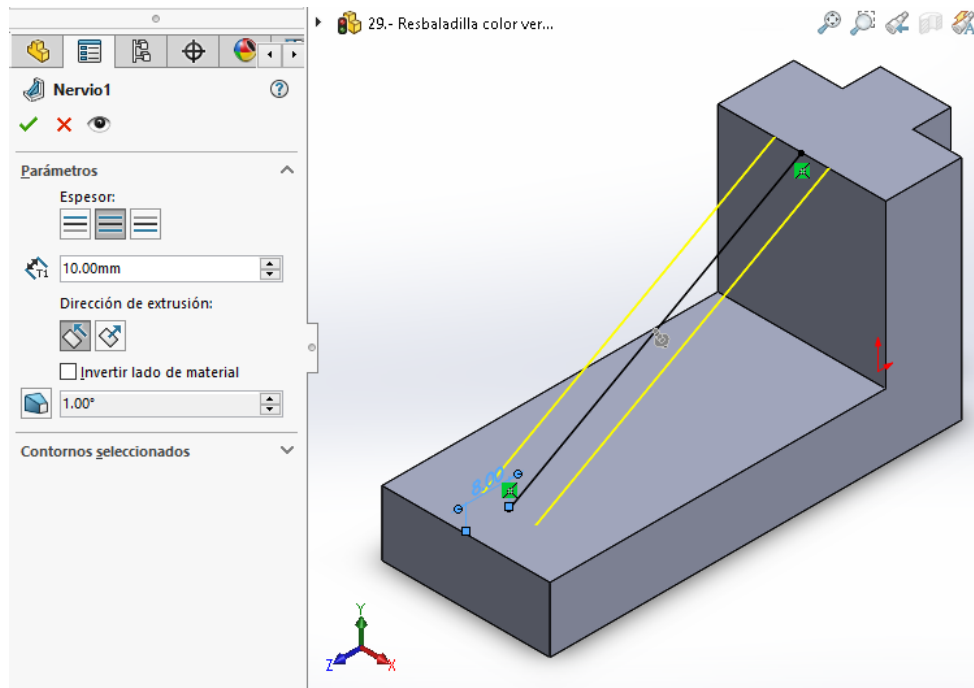 29.- Resbaladilla color ver...
Nervio1
Parámetros
Espesor:
T1
10.00mm
Dirección de extrusión:
Invertir lado de material
1.00°
Contornos seleccionados
8.00
Y
Z
X